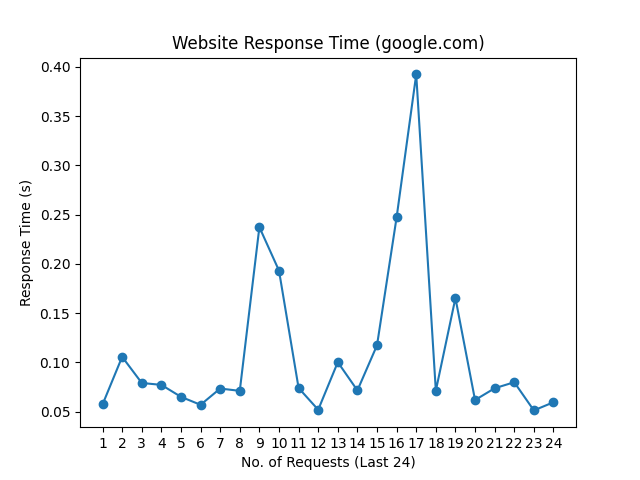 Website Response Time (google.com)
0.40
0.35
0.30
0.25
0.20
0.15
0.10
0.05
Response Time (s)
1 2 3 4 5 6 7 8 9 10 11 12 13 14 15 16 17 18 19 20 21 22 23 24
No. of Requests (Last 24)